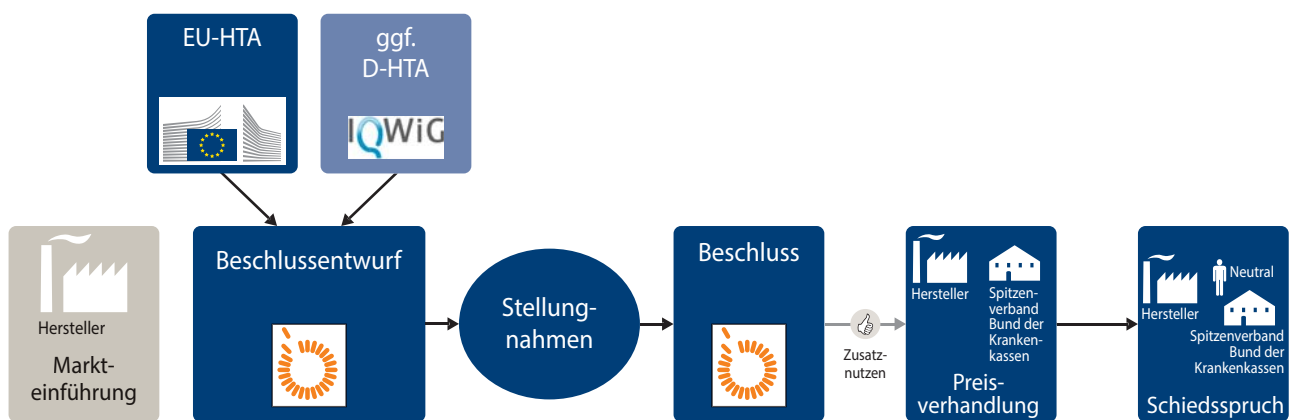 EU-HTA
ggf.
D-HTA
IQWiG
Hersteller
Markt-
einführung
Beschlussentwurf
Stellung-
nahmen
Beschluss
Zusatz-
nutzen
Hersteller
Spitzen-
verband
Bund der
Kranken-
kassen
Preis-
verhandlung
Neutral
Hersteller
Spitzenverband
Bund der
Krankenkassen
Schiedsspruch